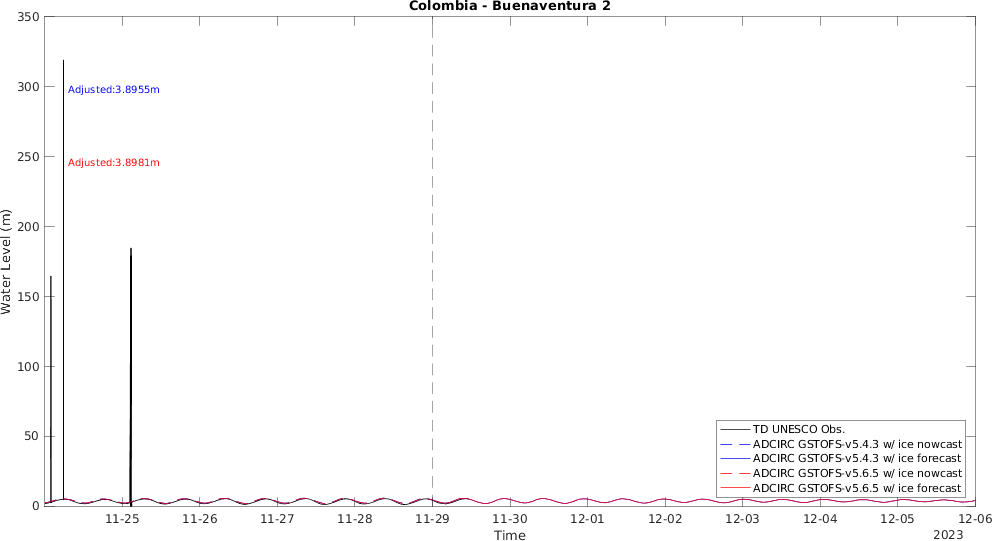 Colombia - Buenaventura 2
350
300
250
200
150
100
50
0
Water Level (m)
Adjusted:3.8955m
Adjusted:3.8981m
TD UNESCO Obs.
ADCIRC GSTOFS-v5.4.3 w/ ice nowcast
ADCIRC GSTOFS-v5.4.3 w/ ice forecast
ADCIRC GSTOFS-v5.6.5 w/ ice nowcast
ADCIRC GSTOFS-v5.6.5 w/ ice forecast
11-25 11-26 11-27 11-28 11-29 11-30 12-01 12-02 12-03 12-04 12-05 12-06
2023
Time